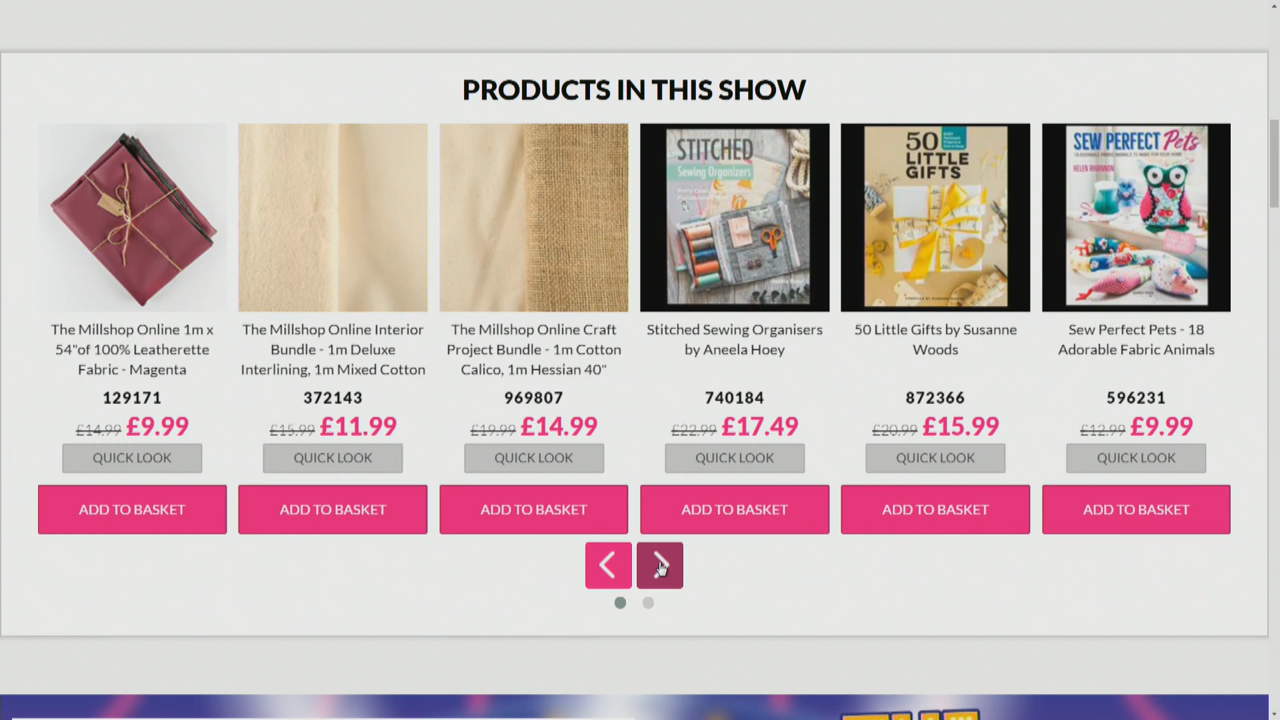 PRODUCTS IN THIS SHOW
STITCHED
Sewing Organizers
50
LITTLE
GIFTS
SEW PERFECT Pets
The Millshop Online 1m x
54"of 100% Leatherette
Fabric - Magenta
129171
£14.99 £9.99
QUICK LOOK
ADD TO BASKET
The Millshop Online Interior
Bundle - 1m Deluxe
Interlining, 1m Mixed Cotton
372143
£15.99 £11.99
QUICK LOOK
ADD TO BASKET
The Millshop Online Craft
Project Bundle - 1m Cotton
Calico, 1m Hessian 40"
969807
£19.99 £14.99
QUICK LOOK
ADD TO BASKET
Stitched Sewing Organisers
by Aneela Hoey
740184
£22.99 £17.49
QUICK LOOK
ADD TO BASKET
50 Little Gifts by Susanne
Woods
872366
£20.99 £15.99
QUICK LOOK
ADD TO BASKET
Sew Perfect Pets - 18
Adorable Fabric Animals
596231
£12.99 £9.99
QUICK LOOK
ADD TO BASKET